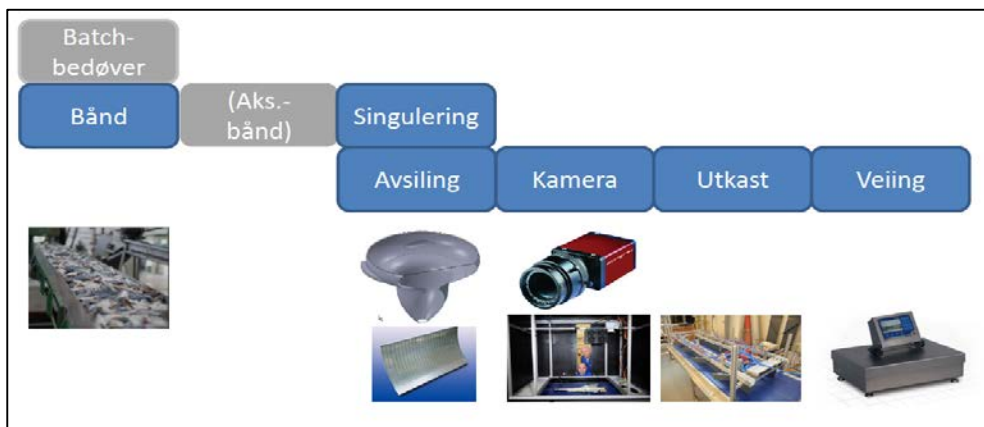 Batch-
bedøver
Bånd
(Aks.-
bånd)
Singulering
Avsiling
Kamera
Utkast
Veiing